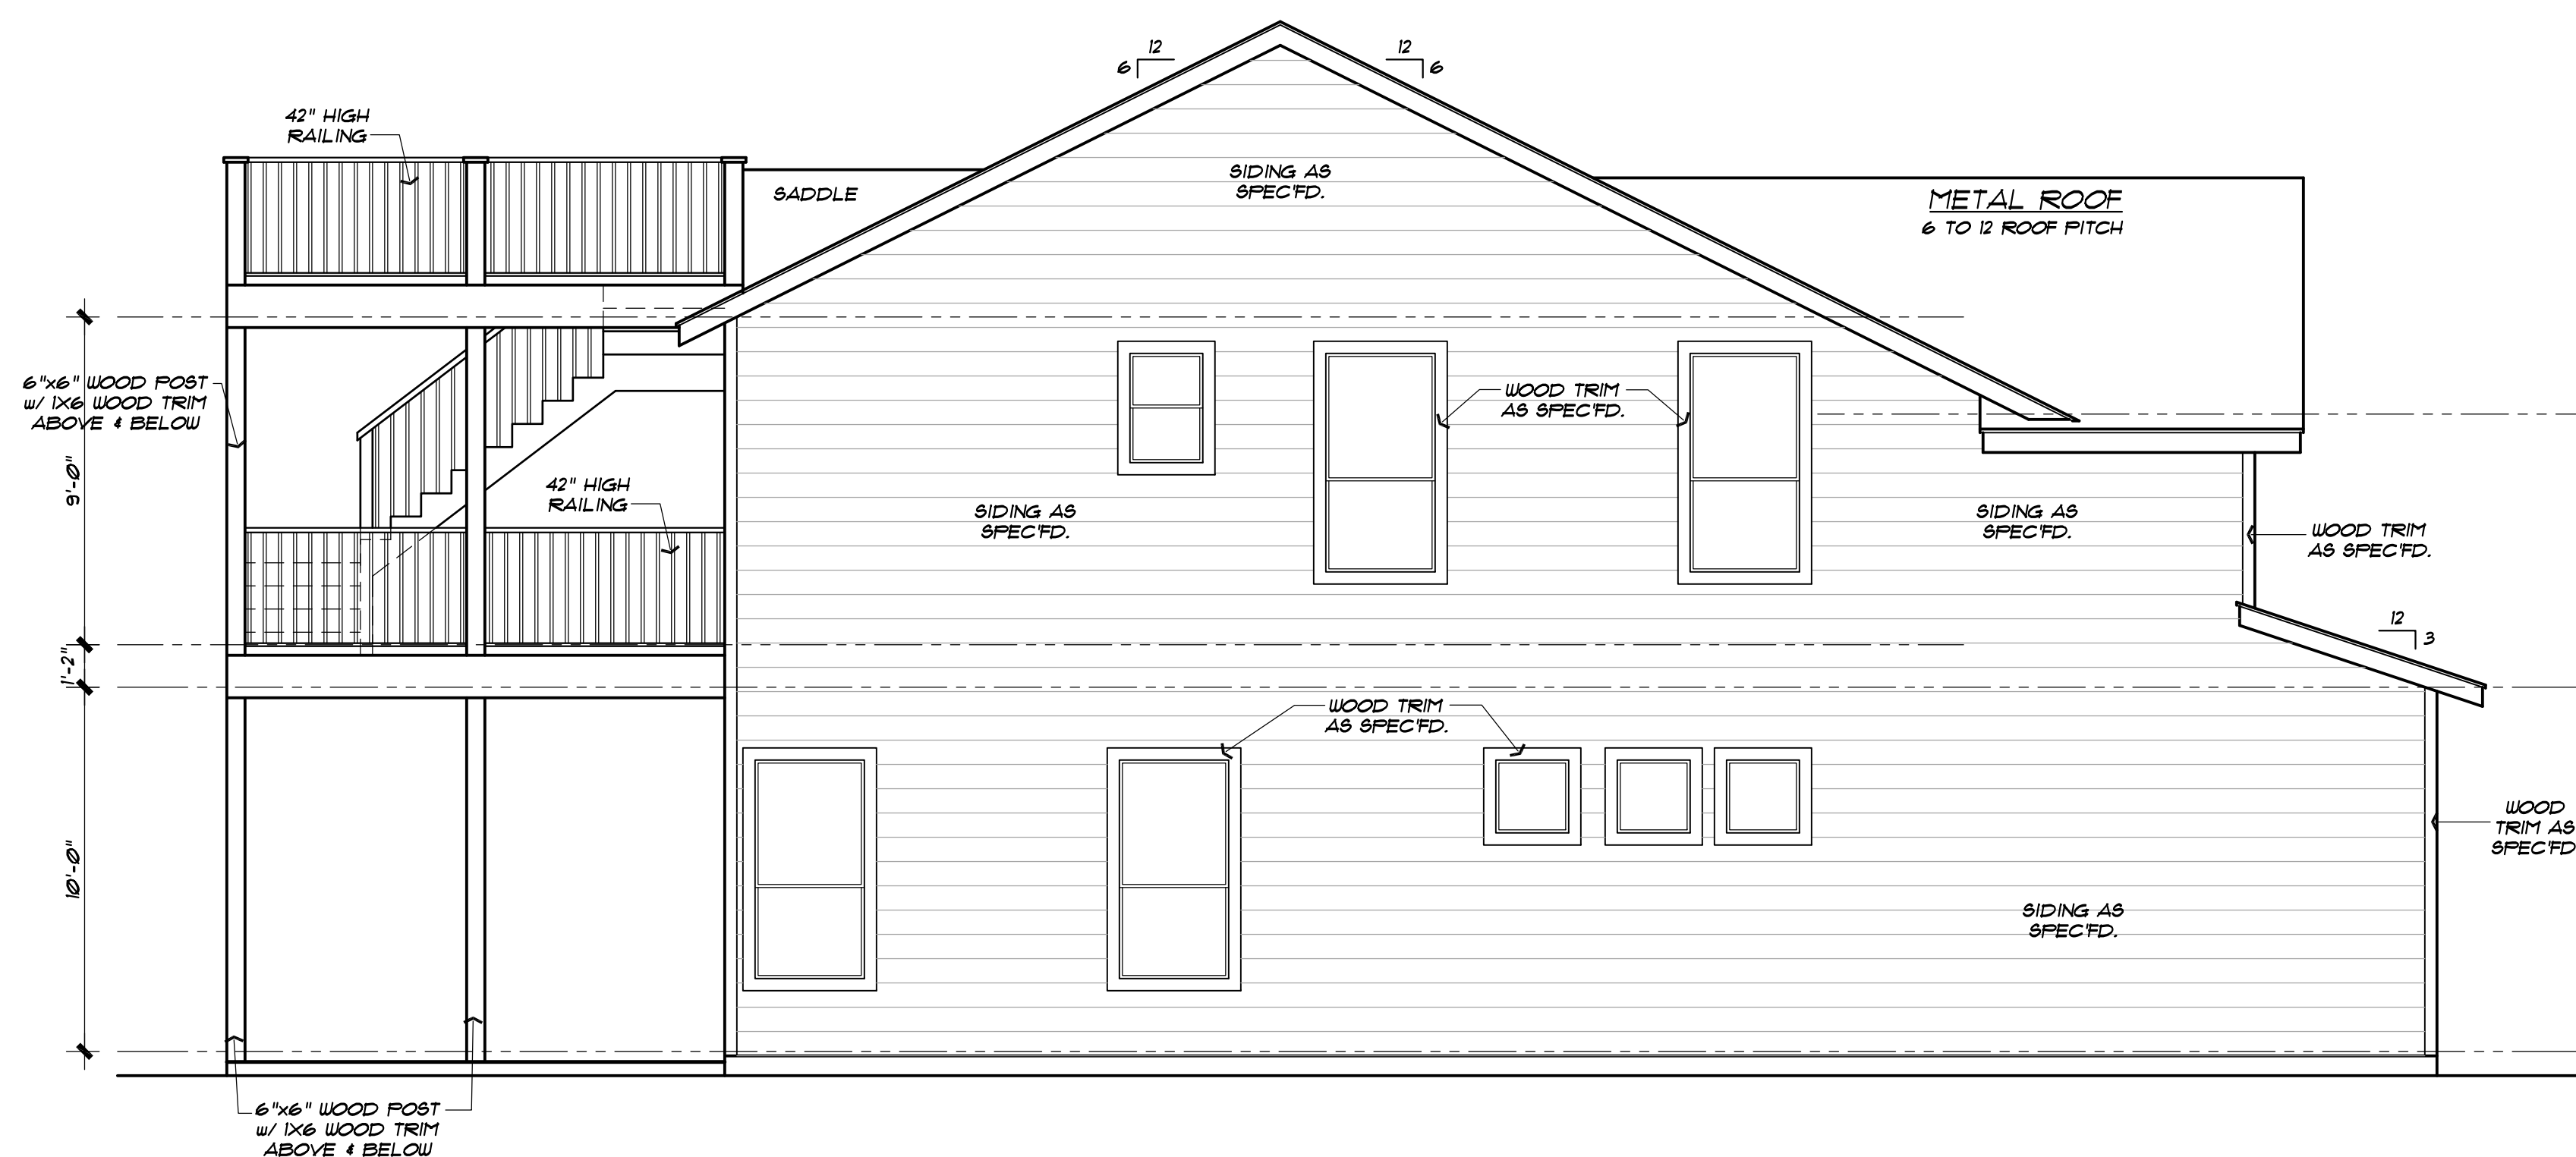 12
6
12
6
42" HIGH
RAILING
SADDLE
SIDING AS
SPEC'FD.
METAL ROOF
6 TO 12 ROOF PITCH
6"x6" WOOD POST
w/ 1X6 WOOD TRIM
ABOVE & BELOW
9'-0"
42" HIGH
RAILING
WOOD TRIM
AS SPEC'FD.
SIDING AS
SPEC'FD.
SIDING AS
SPEC'FD.
WOOD TRIM
AS SPEC'FD.
12
3
1'-2"
WOOD TRIM
AS SPEC'FD.
10'-0"
WOOD
TRIM AS
SPEC'FD
SIDING AS
SPEC'FD.
6"x6" WOOD POST
w/ 1X6 WOOD TRIM
ABOVE & BELOW